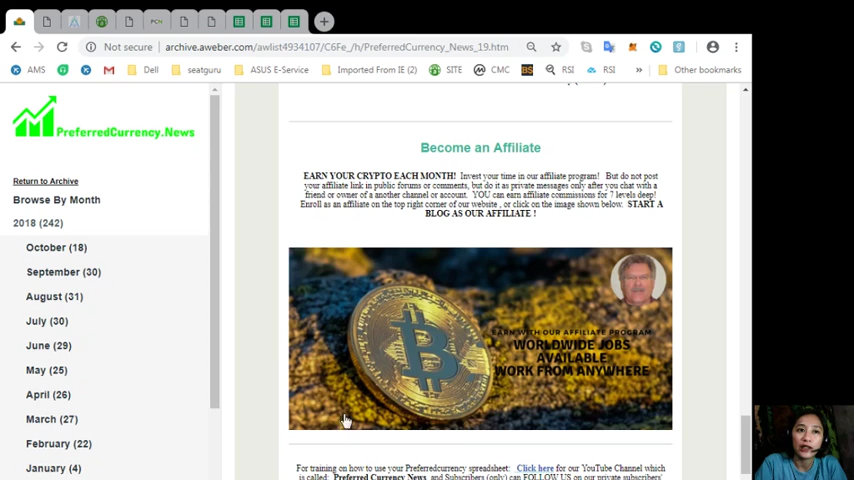 PCN
Not secure | archive.aweber.com/awlist4934107/C6Fe_/h/PreferredCurrency_News_19.htm
AMS
Dell
seatguru
ASUS E-Service
Imported From IE (2)
SITE
CMC
BS
RSI
RSI
»
Other bookmarks
PreferredCurrency.News
Return to Archive
Browse By Month
2018 (242)
October (18)
September (30)
August (31)
July (30)
June (29)
May (25)
April (26)
March (27)
February (22)
January (4)
Become an Affiliate
EARN YOUR CRYPTO EACH MONTH! Invest your time in our affiliate program! But do not post
your affiliate link in public forums or comments, but do it as private messages only after you chat with a
friend or owner of a another channel or account. YOU can earn affiliate commissions for 7 levels deep!
Enroll as an affiliate on the top right corner of our website , or click on the image shown below. START A
BLOG AS OUR AFFILIATE !
EARN WITH OUR AFFILIATE PROGRAM
WORLDWIDE JOBS
AVAILABLE
WORK FROM ANYWHERE
For training on how to use your Preferredcurrency spreadsheet: Click here for our YouTube Channel which
is called: Preferred Currency News, and Subscribers (only) can FOLLOW US on our private subscribers'